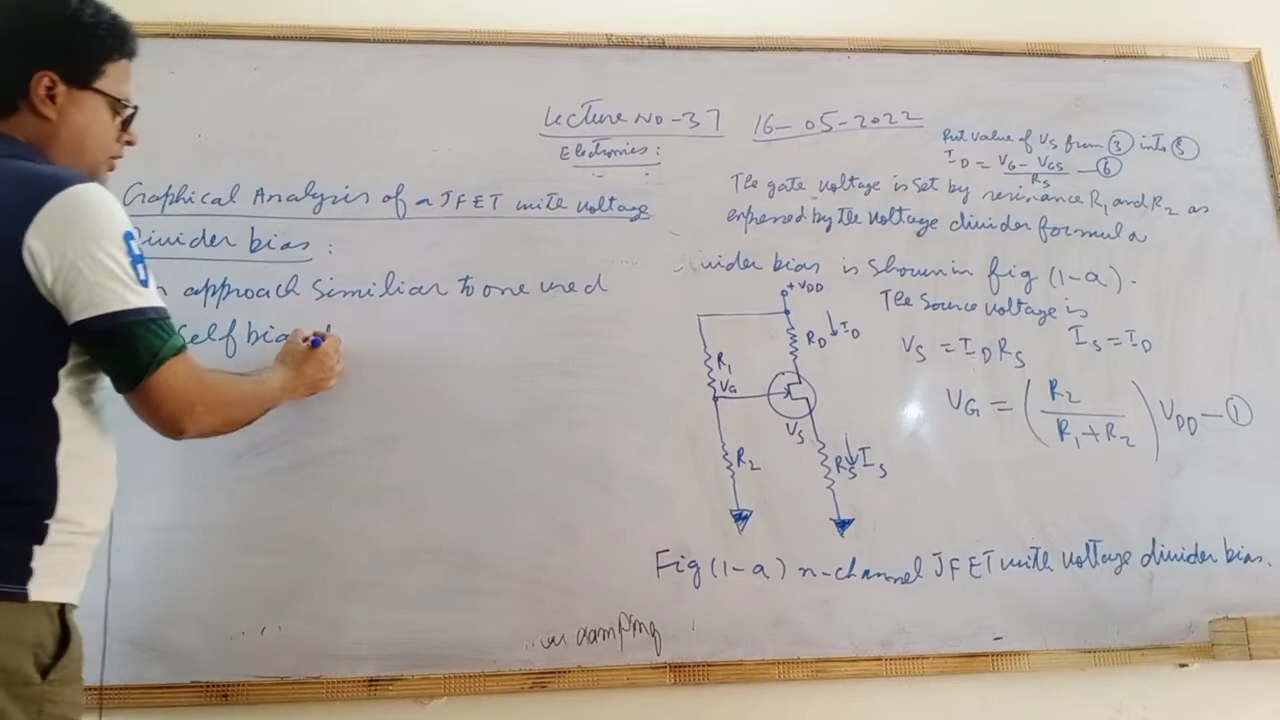 Lecture No-37 16-05-2022
Electronics:
Graphical Analysis of a JFET with voltage
Divider bias:
approach similiar to one used
self bia
Put value of VS from ③ into ⑤
ID = VG - VGS / RS — ⑥
The gate voltage is set by resistance R1 and R2 as
expressed by the voltage divider formula
vider bias is shown in fig (1-a).
The source voltage is
VS = ID RS IS = ID
VG = (R2 / R1+R2) VDD — ①
+VDD
RD ↓ID
R1
VG
VS
R2
RS ↓IS
Fig (1-a) n-channel JFET with voltage divider bias.
8